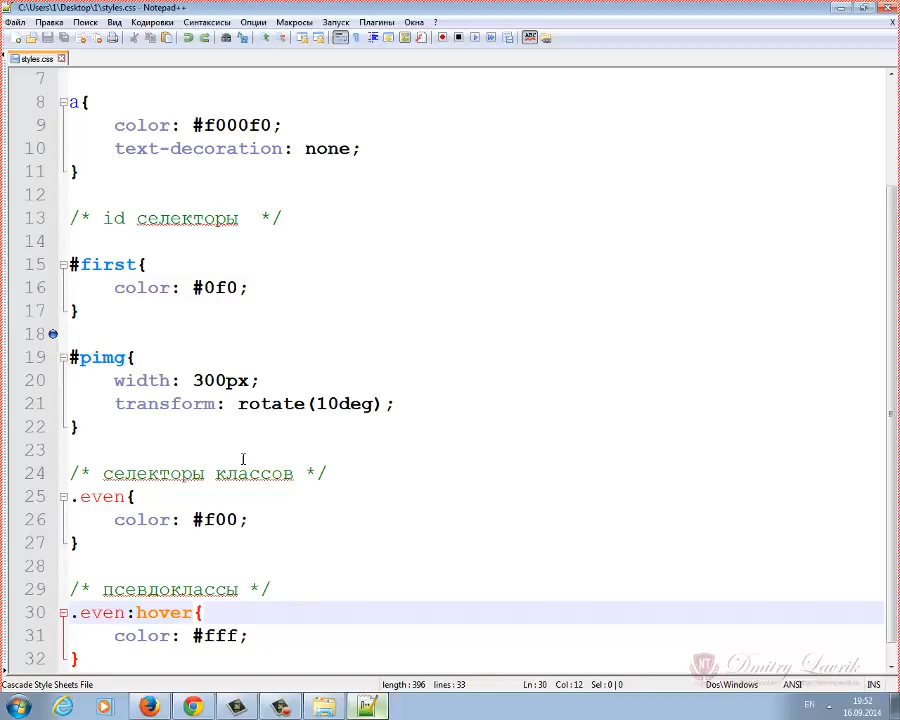 C:\Users\1\Desktop\1\styles.css - Notepad++
Файл Правка Поиск Вид Кодировки Синтаксисы Опции Макросы Запуск Плагины Окна ? X
styles.css
7
8 a{
9 color: #f000f0;
10 text-decoration: none;
11 }
12
13 /* id селекторы */
14
15 #first{
16 color: #0f0;
17 }
18
19 #pimg{
20 width: 300px;
21 transform: rotate(10deg);
22 }
23
24 /* селекторы классов */
25 .even{
26 color: #f00;
27 }
28
29 /* псевдоклассы */
30 .even:hover{
31 color: #fff;
32 }
NT Dmitry Lavrik
Cascade Style Sheets File length : 396 lines : 33 Ln : 30 Col : 12 Sel : 0 | 0 Dos\Windows ANSI INS
EN 19:52
16.09.2014